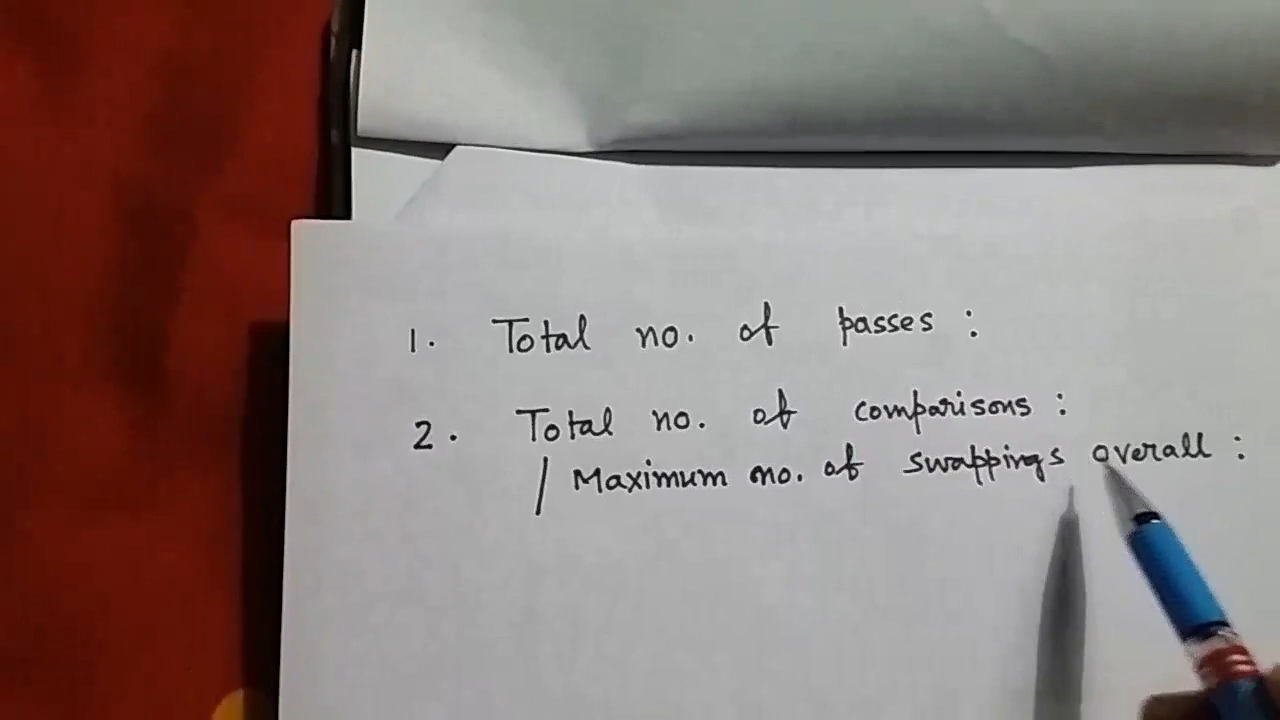 1. Total no. of passes :
2. Total no. of comparisons :
/ Maximum no. of swappings overall :